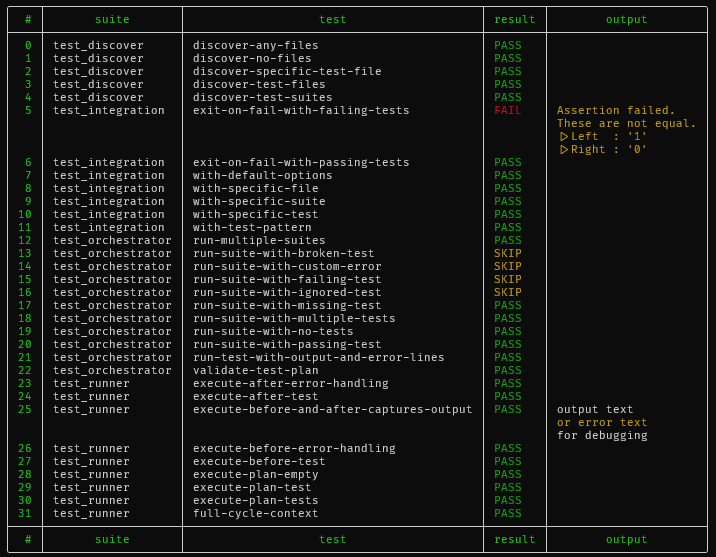 # suite test result output
0 test_discover discover-any-files PASS
1 test_discover discover-no-files PASS
2 test_discover discover-specific-test-file PASS
3 test_discover discover-test-files PASS
4 test_discover discover-test-suites PASS
5 test_integration exit-on-fail-with-failing-tests FAIL Assertion failed.
These are not equal.
▷Left  : '1'
▷Right : '0'
6 test_integration exit-on-fail-with-passing-tests PASS
7 test_integration with-default-options PASS
8 test_integration with-specific-file PASS
9 test_integration with-specific-suite PASS
10 test_integration with-specific-test PASS
11 test_integration with-test-pattern PASS
12 test_orchestrator run-multiple-suites PASS
13 test_orchestrator run-suite-with-broken-test SKIP
14 test_orchestrator run-suite-with-custom-error SKIP
15 test_orchestrator run-suite-with-failing-test SKIP
16 test_orchestrator run-suite-with-ignored-test SKIP
17 test_orchestrator run-suite-with-missing-test PASS
18 test_orchestrator run-suite-with-multiple-tests PASS
19 test_orchestrator run-suite-with-no-tests PASS
20 test_orchestrator run-suite-with-passing-test PASS
21 test_orchestrator run-test-with-output-and-error-lines PASS
22 test_orchestrator validate-test-plan PASS
23 test_runner execute-after-error-handling PASS
24 test_runner execute-after-test PASS
25 test_runner execute-before-and-after-captures-output PASS output text
or error text
for debugging
26 test_runner execute-before-error-handling PASS
27 test_runner execute-before-test PASS
28 test_runner execute-plan-empty PASS
29 test_runner execute-plan-test PASS
30 test_runner execute-plan-tests PASS
31 test_runner full-cycle-context PASS
# suite test result output